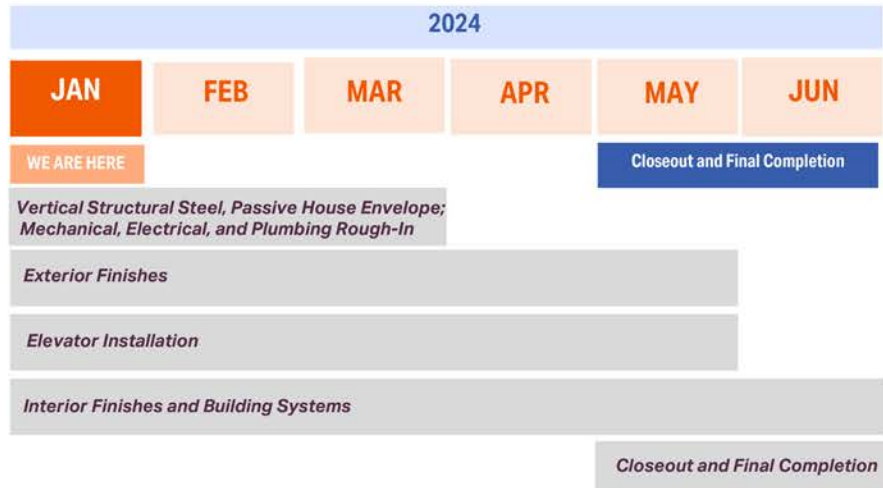 2024
JAN FEB MAR APR MAY JUN
WE ARE HERE Closeout and Final Completion
Vertical Structural Steel, Passive House Envelope;
Mechanical, Electrical, and Plumbing Rough-In
Exterior Finishes
Elevator Installation
Interior Finishes and Building Systems
Closeout and Final Completion